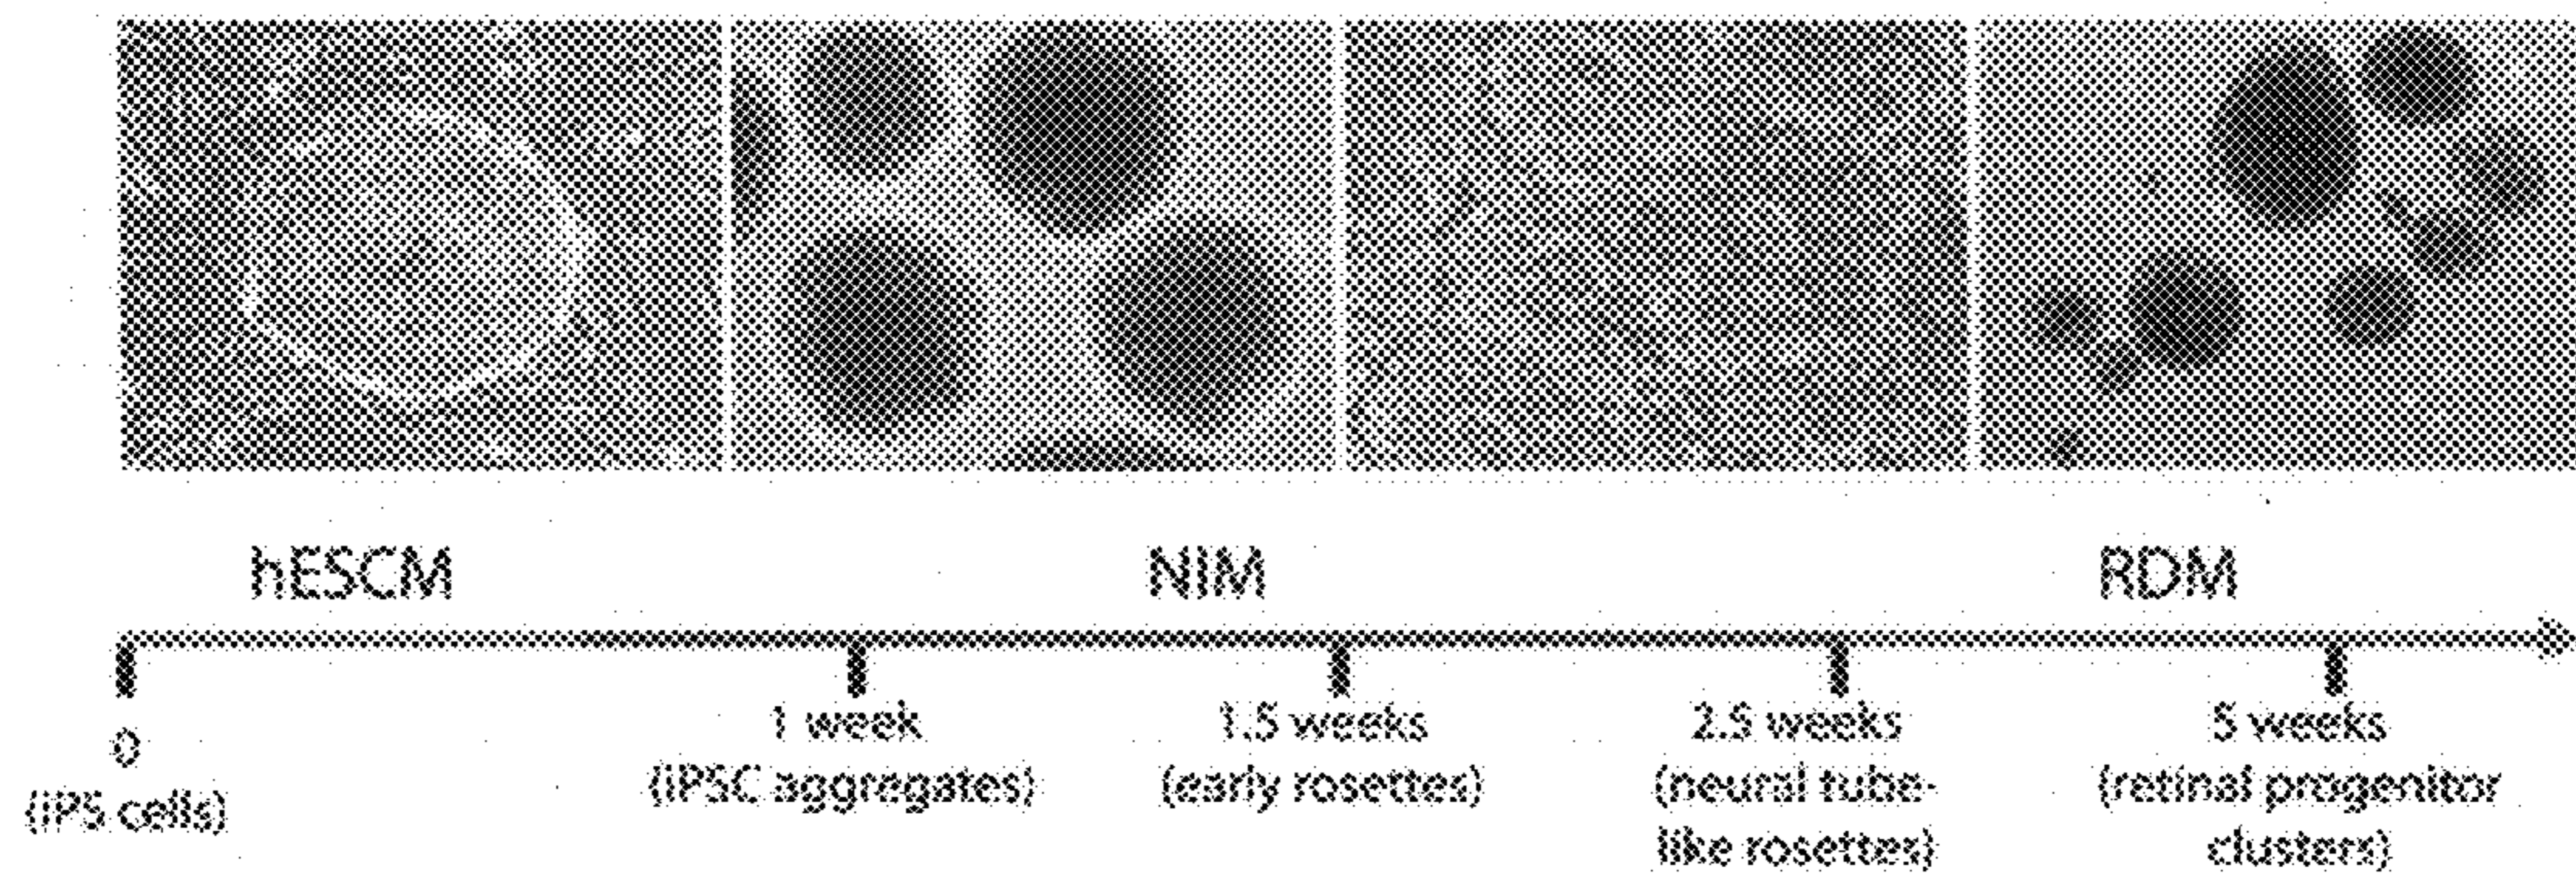 hESCM NIM RDM
0
(iPS cells)
1 week
(iPSC aggregates)
1.5 weeks
(early rosettes)
2.5 weeks
(neural tube-
like rosettes)
5 weeks
(retinal progenitor
clusters)